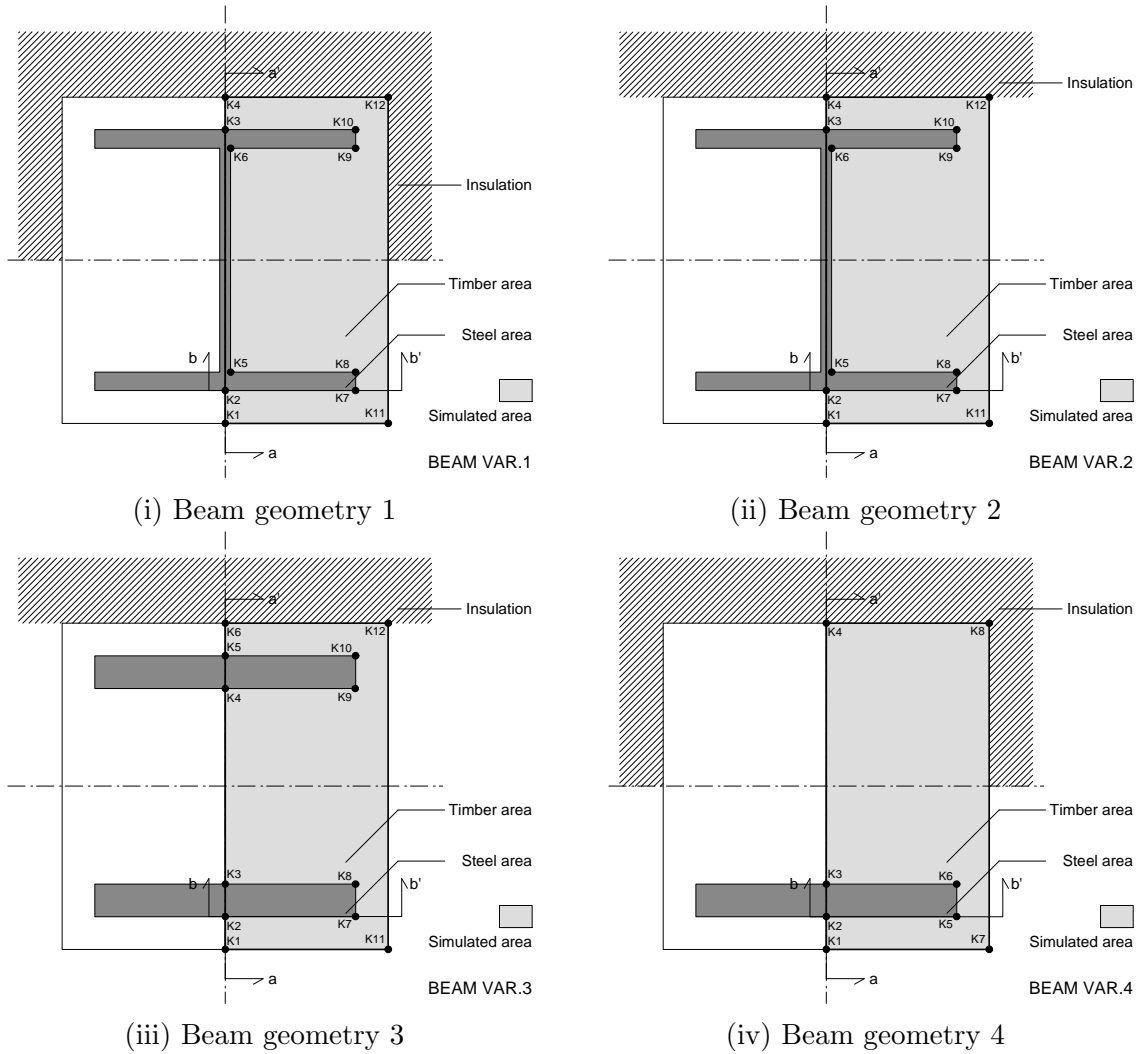 a'
K4
K12
K3
K10
K6
K9
Insulation
Timber area
Steel area
b
b'
K5
K8
K2
K7
K1
K11
Simulated area
a
BEAM VAR.1
(i) Beam geometry 1
a'
Insulation
K4
K12
K3
K10
K6
K9
Timber area
Steel area
b
b'
K5
K8
K2
K7
K1
K11
Simulated area
a
BEAM VAR.2
(ii) Beam geometry 2
a'
Insulation
K6
K12
K5
K10
K4
K9
Timber area
Steel area
b
b'
K3
K8
K2
K7
K1
K11
Simulated area
a
BEAM VAR.3
(iii) Beam geometry 3
a'
Insulation
K4
K8
Timber area
Steel area
b
b'
K3
K6
K2
K5
K1
K7
Simulated area
a
BEAM VAR.4
(iv) Beam geometry 4